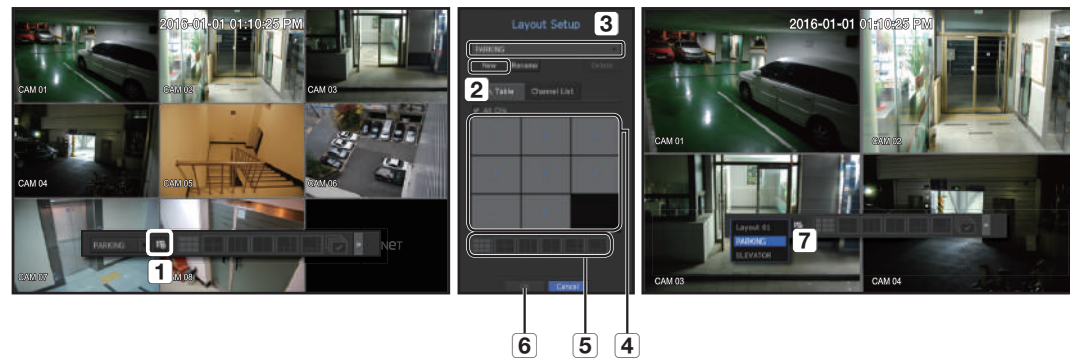 2016-01-01 01:10:25 PM
CAM 01
CAM 02
CAM 03
CAM 04
CAM 05
CAM 06
PARKING
NET
CAM 07
M 08
1
Layout Setup
3
PARKING
New
Rename
Delete
2
Table
Channel List
All CHs
Cancel
6
5
4
2016-01-01 01:10:25 PM
CAM 01
CAM 02
Layout 01
PARKING
ELEVATOR
7
CAM 03
CAM 04